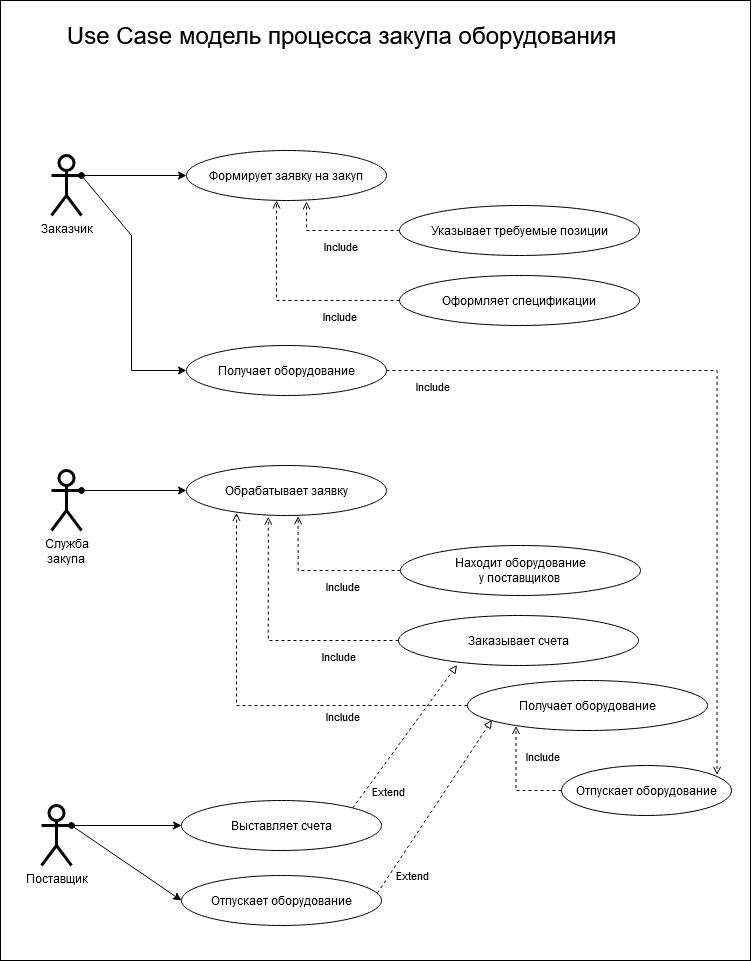 Use Case модель процесса закупа оборудования
Формирует заявку на закуп
Заказчик
Указывает требуемые позиции
Include
Оформляет спецификации
Include
Получает оборудование
Include
Обрабатывает заявку
Служба
закупа
Находит оборудование
у поставщиков
Include
Заказывает счета
Include
Получает оборудование
Include
Include
Отпускает оборудование
Extend
Выставляет счета
Поставщик
Extend
Отпускает оборудование